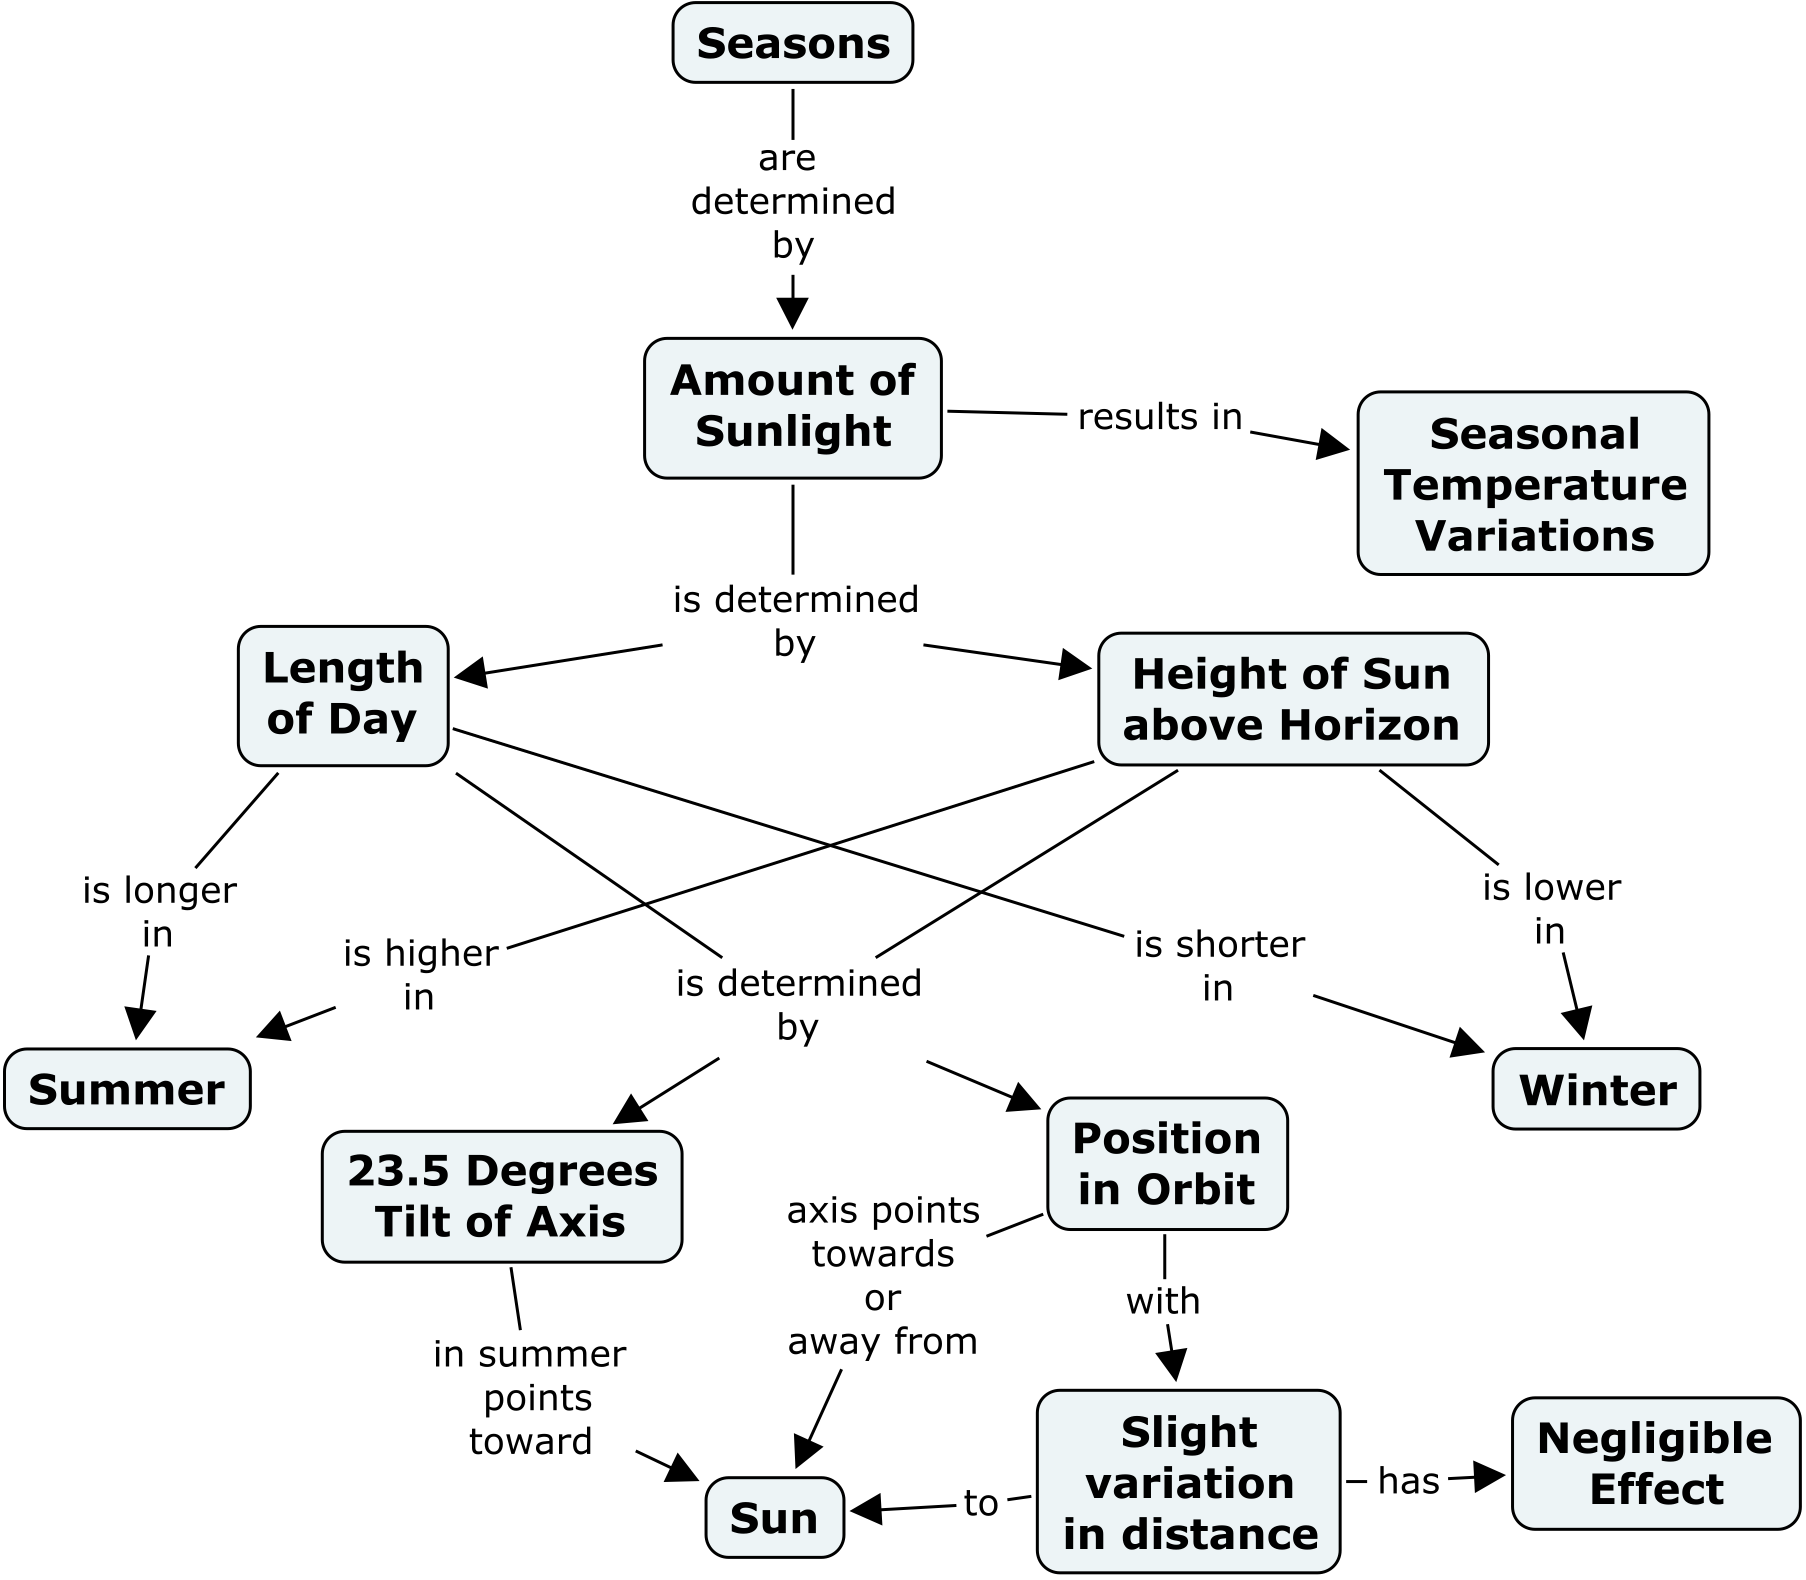 Seasons
are
determined
by
Amount of
Sunlight
results in
Seasonal
Temperature
Variations
is determined
by
Length
of Day
Height of Sun
above Horizon
is longer
in
is higher
in
is determined
by
is shorter
in
is lower
in
Summer
Winter
23.5 Degrees
Tilt of Axis
Position
in Orbit
axis points
towards
or
away from
with
in summer
points
toward
Sun
to
Slight
variation
in distance
has
Negligible
Effect